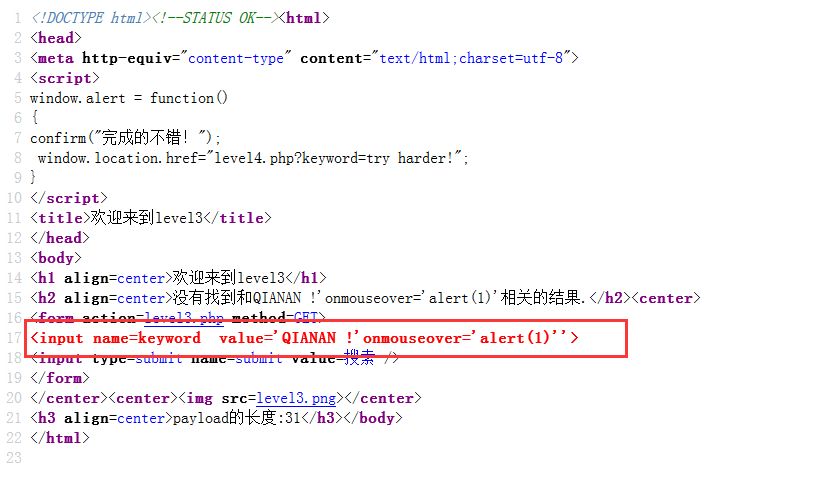 1 <!DOCTYPE html><!--STATUS OK--><html>
2 <head>
3 <meta http-equiv="content-type" content="text/html;charset=utf-8">
4 <script>
5 window.alert = function()
6 {
7 confirm("完成的不错！");
8  window.location.href="level4.php?keyword=try harder!";
9 }
10 </script>
11 <title>欢迎来到level3</title>
12 </head>
13 <body>
14 <h1 align=center>欢迎来到level3</h1>
15 <h2 align=center>没有找到和QIANAN !'onmouseover='alert(1)'相关的结果.</h2><center>
16 <form action=level3.php method=GET>
17 <input name=keyword  value='QIANAN !'onmouseover='alert(1)''>
18 <input type=submit name=submit value=搜索 />
19 </form>
20 </center><center><img src=level3.png></center>
21 <h3 align=center>payload的长度:31</h3></body>
22 </html>
23